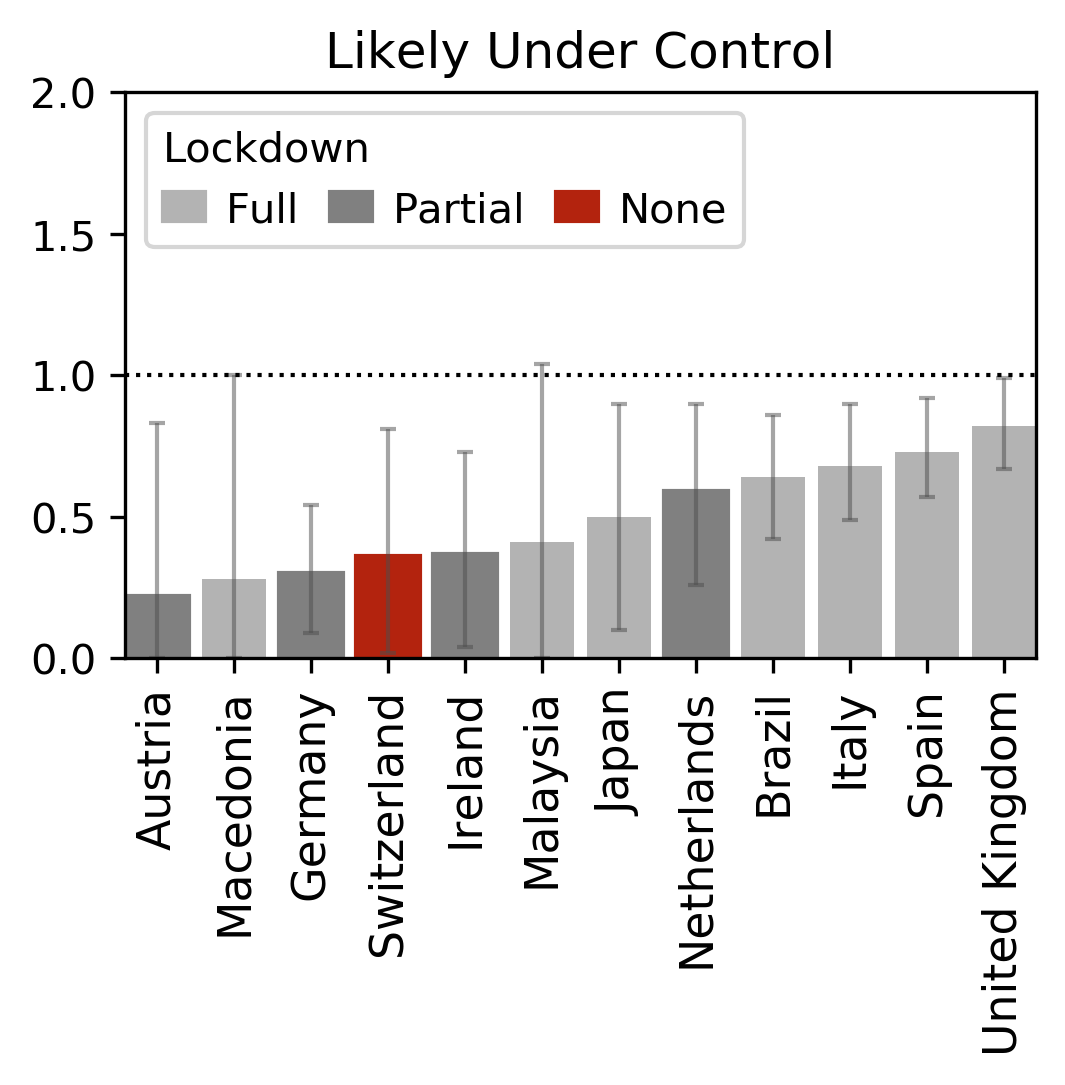 Likely Under Control
2.0
1.5
1.0
0.5
0.0
Lockdown
Full Partial None
Austria
Macedonia
Germany
Switzerland
Ireland
Malaysia
Japan
Netherlands
Brazil
Italy
Spain
United Kingdom